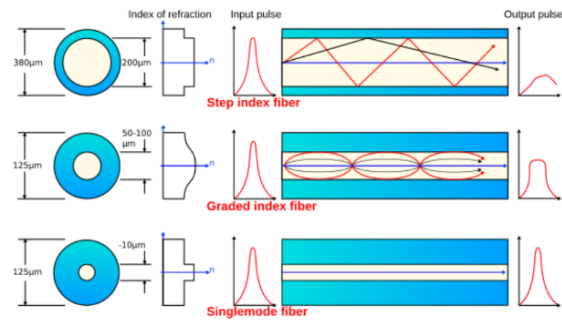 Index of refraction
Input pulse
Output pulse
380µm
200µm
n
Step index fiber
125µm
50-100
µm
n
Graded index fiber
125µm
-10µm
n
Singlemode fiber